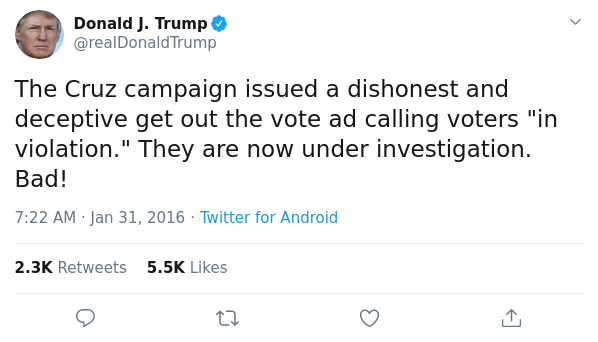 Donald J. Trump
@realDonaldTrump
The Cruz campaign issued a dishonest and
deceptive get out the vote ad calling voters "in
violation." They are now under investigation.
Bad!
7:22 AM · Jan 31, 2016 · Twitter for Android
2.3K Retweets 5.5K Likes